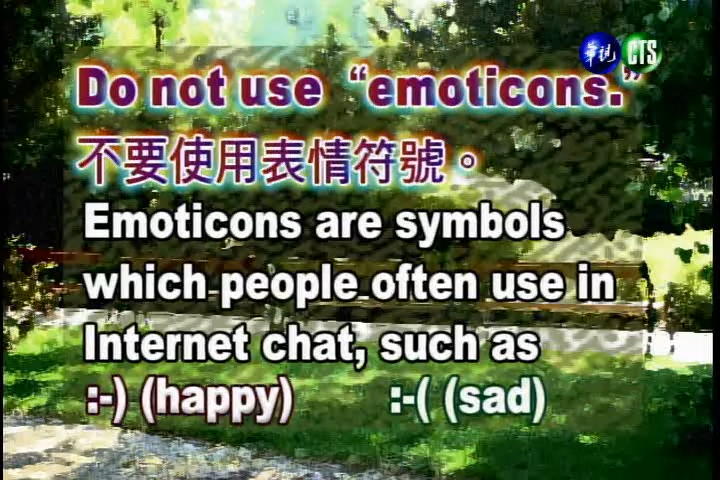 華視 CTS
Do not use “emoticons.”
不要使用表情符號。
Emoticons are symbols
which people often use in
Internet chat, such as
:-) (happy) :-( (sad)